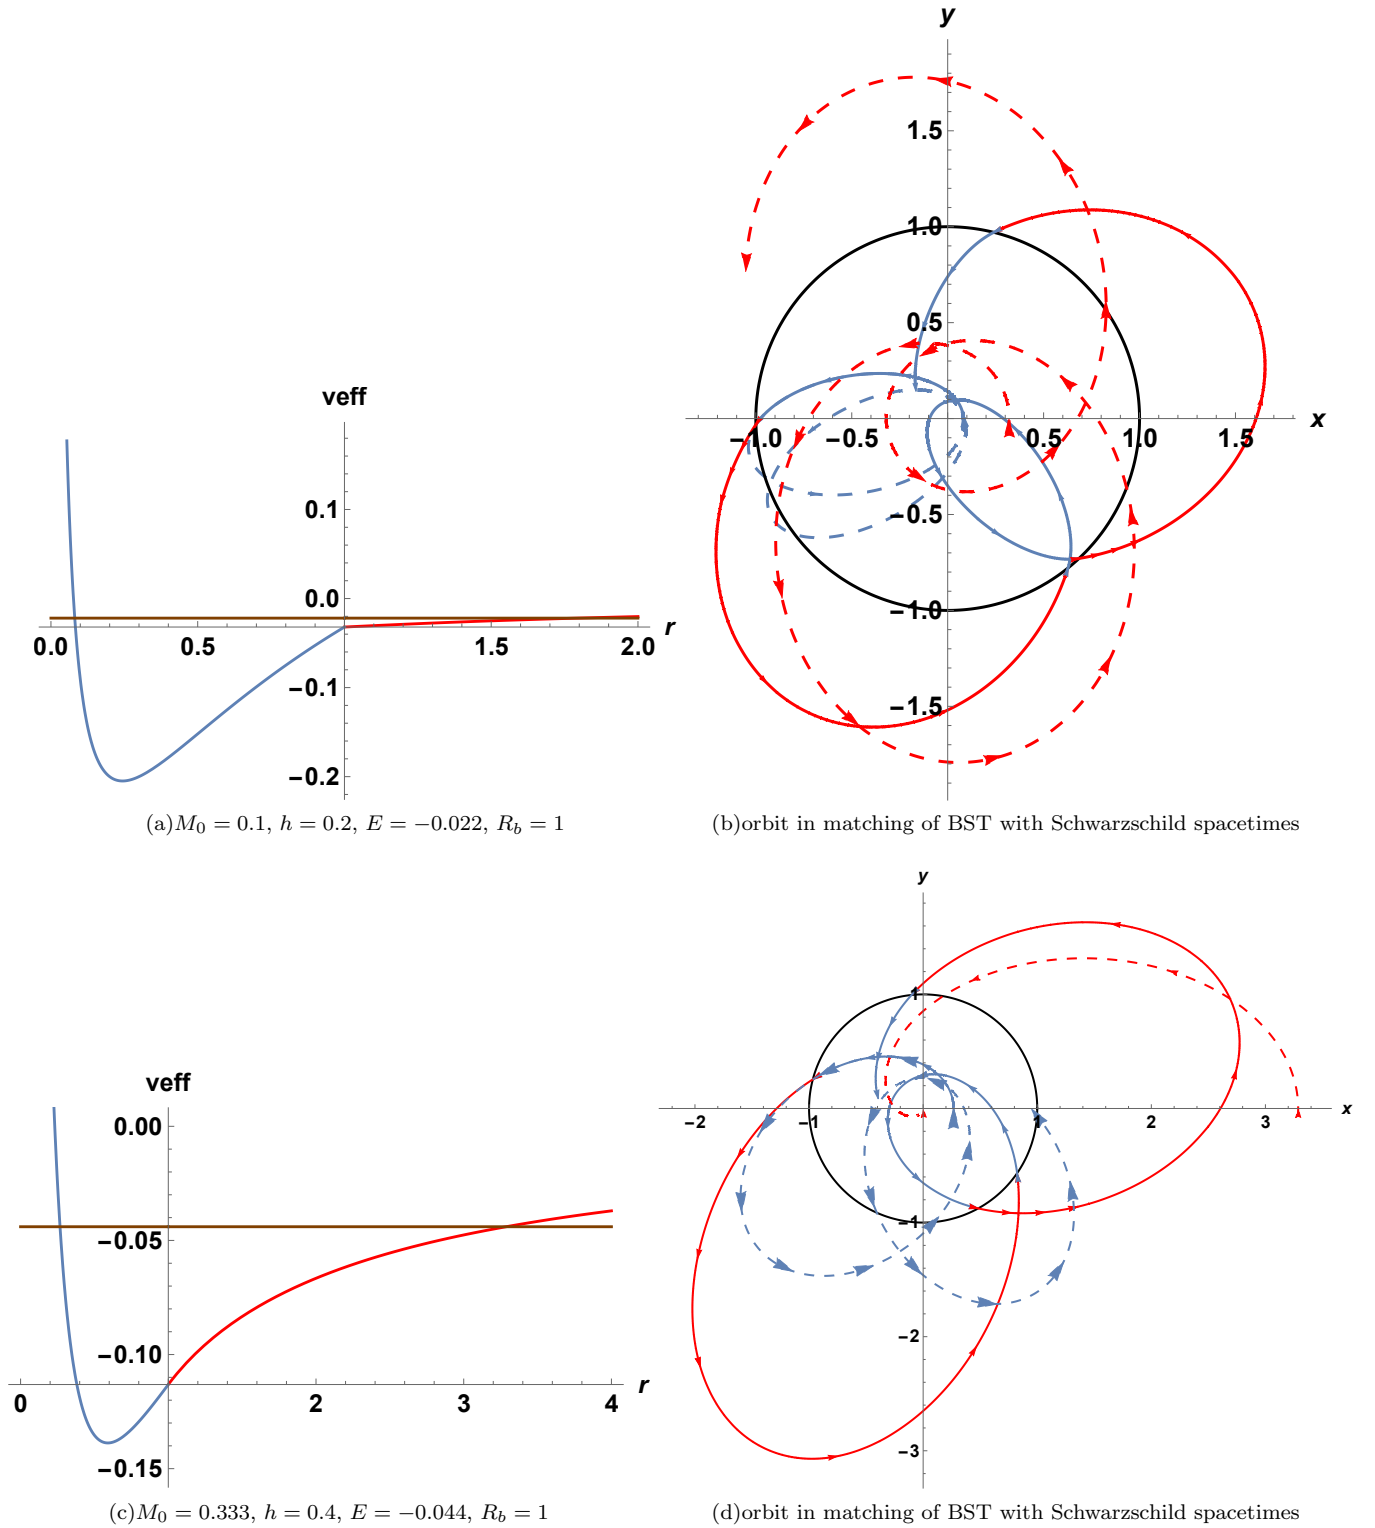 y
1.5
1.0
0.5
−1.0 −0.5 0.5 1.0 1.5 x
−0.5
−1.0
−1.5
veff
0.1
0.0
0.0 0.5 1.5 2.0 r
−0.1
−0.2
(a)M₀ = 0.1, h = 0.2, E = −0.022, R_b = 1
(b)orbit in matching of BST with Schwarzschild spacetimes
y
1
−2 −1 1 2 3 x
−1
−2
−3
veff
0.00
−0.05
−0.10
0 2 3 4 r
−0.15
(c)M₀ = 0.333, h = 0.4, E = −0.044, R_b = 1
(d)orbit in matching of BST with Schwarzschild spacetimes